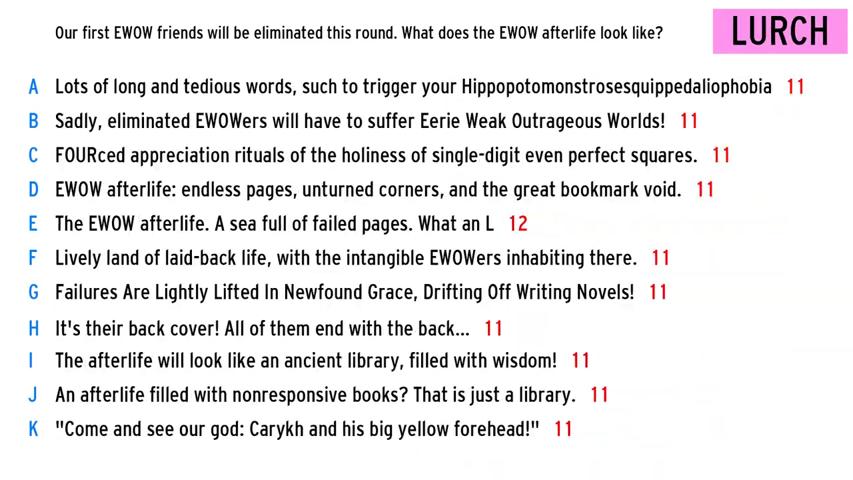 Our first EWOW friends will be eliminated this round. What does the EWOW afterlife look like?
LURCH
A Lots of long and tedious words, such to trigger your Hippopotomonstrosesquippedaliophobia 11
B Sadly, eliminated EWOWers will have to suffer Eerie Weak Outrageous Worlds! 11
C FOURced appreciation rituals of the holiness of single-digit even perfect squares. 11
D EWOW afterlife: endless pages, unturned corners, and the great bookmark void. 11
E The EWOW afterlife. A sea full of failed pages. What an L 12
F Lively land of laid-back life, with the intangible EWOWers inhabiting there. 11
G Failures Are Lightly Lifted In Newfound Grace, Drifting Off Writing Novels! 11
H It's their back cover! All of them end with the back... 11
I The afterlife will look like an ancient library, filled with wisdom! 11
J An afterlife filled with nonresponsive books? That is just a library. 11
K "Come and see our god: Carykh and his big yellow forehead!" 11